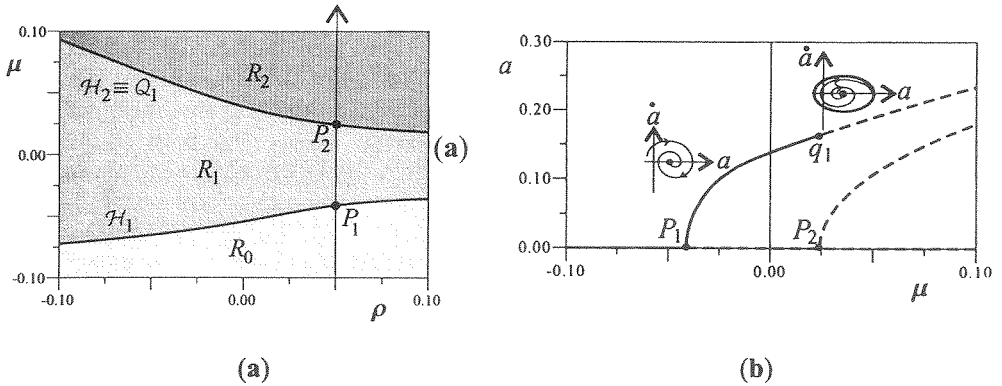 0.10
μ
0.00
-0.10
ℋ₂ ≡ Q₁
R₂
P₂
R₁
ℋ₁
P₁
R₀
-0.10
0.00
0.10
ρ
(a)
(a)
0.30
a
0.20
0.10
0.00
ȧ
a
ȧ
a
q₁
P₁
P₂
-0.10
0.00
0.10
μ
(b)